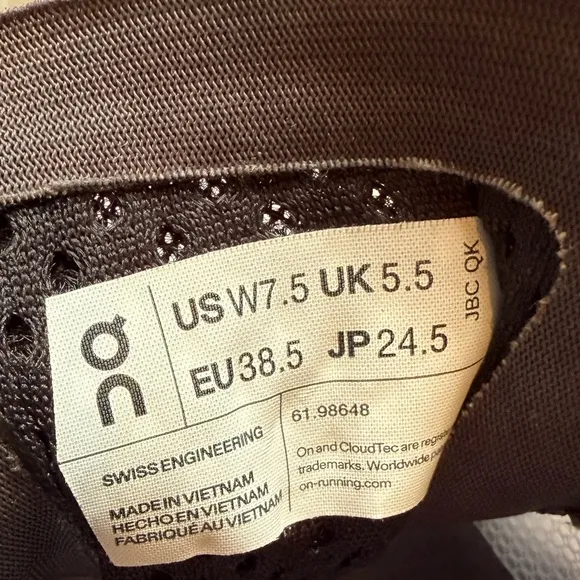 US W7.5 UK 5.5
EU 38.5 JP 24.5
JBC QK
61.98648
SWISS ENGINEERING
On and CloudTec are
trademarks. Worldwide
on-running.com
MADE IN VIETNAM
HECHO EN VIETNAM
FABRIQUÉ AU VIETNAM